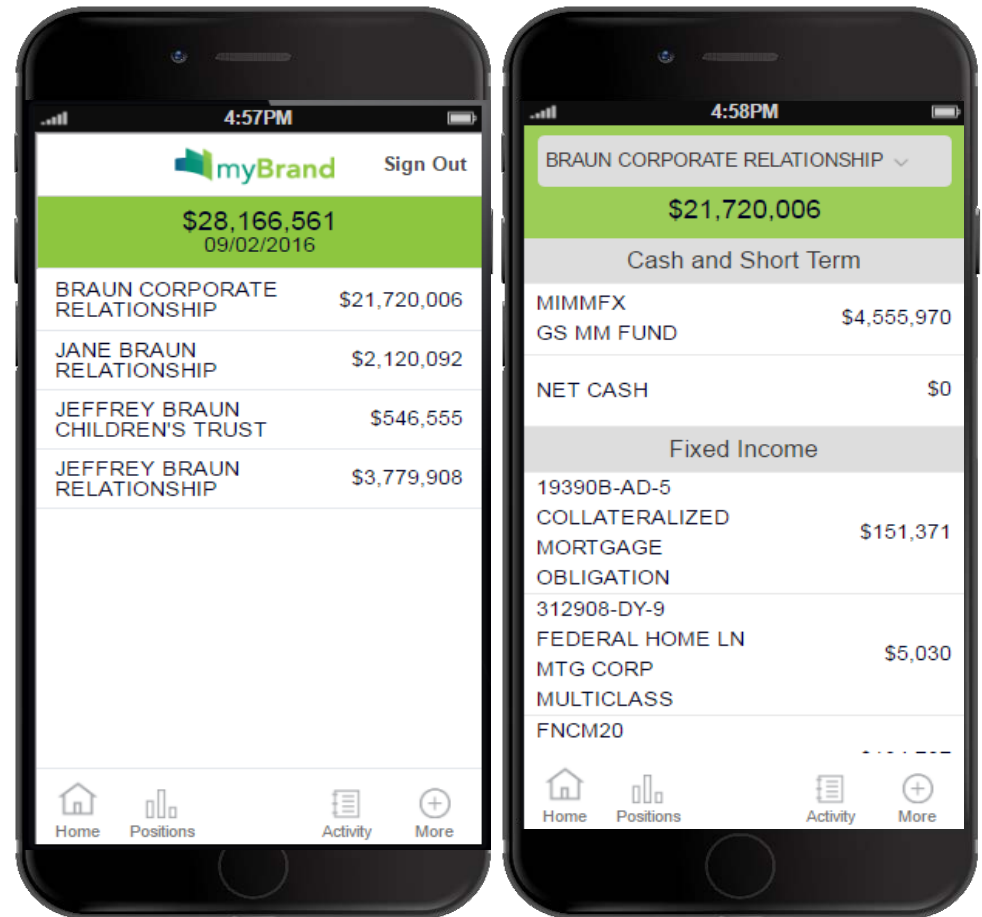 4:57PM
myBrand
Sign Out
$28,166,561
09/02/2016
BRAUN CORPORATE
RELATIONSHIP
$21,720,006
JANE BRAUN
RELATIONSHIP
$2,120,092
JEFFREY BRAUN
CHILDREN'S TRUST
$546,555
JEFFREY BRAUN
RELATIONSHIP
$3,779,908
Home
Positions
Activity
More
4:58PM
BRAUN CORPORATE RELATIONSHIP
$21,720,006
Cash and Short Term
MIMMFX
GS MM FUND
$4,555,970
NET CASH
$0
Fixed Income
19390B-AD-5
COLLATERALIZED
MORTGAGE
OBLIGATION
$151,371
312908-DY-9
FEDERAL HOME LN
MTG CORP
MULTICLASS
$5,030
FNCM20
Home
Positions
Activity
More